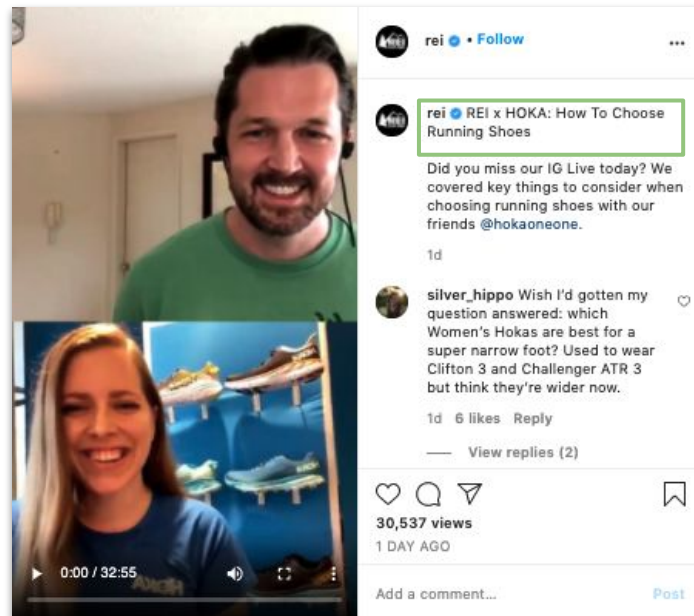 rei • Follow
rei REI x HOKA: How To Choose
Running Shoes
Did you miss our IG Live today? We
covered key things to consider when
choosing running shoes with our
friends @hokaoneone.
1d
silver_hippo Wish I'd gotten my
question answered: which
Women's Hokas are best for a
super narrow foot? Used to wear
Clifton 3 and Challenger ATR 3
but think they're wider now.
1d 6 likes Reply
View replies (2)
0:00 / 32:55
HOKA
30,537 views
1 DAY AGO
Add a comment... Post